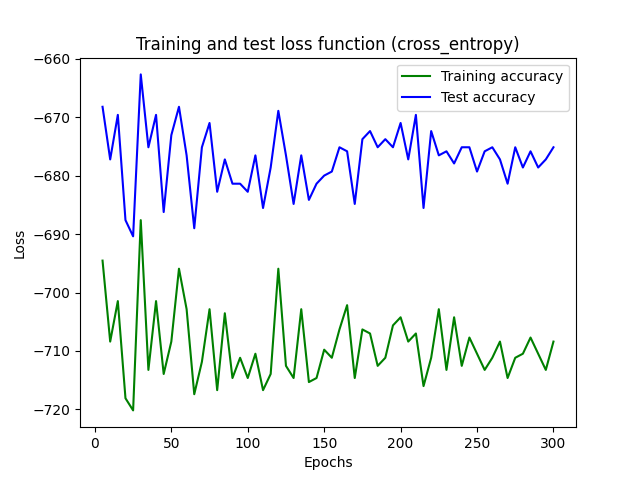 Training and test loss function (cross_entropy)
Training accuracy
Test accuracy
Loss
−660
−670
−680
−690
−700
−710
−720
0 50 100 150 200 250 300
Epochs